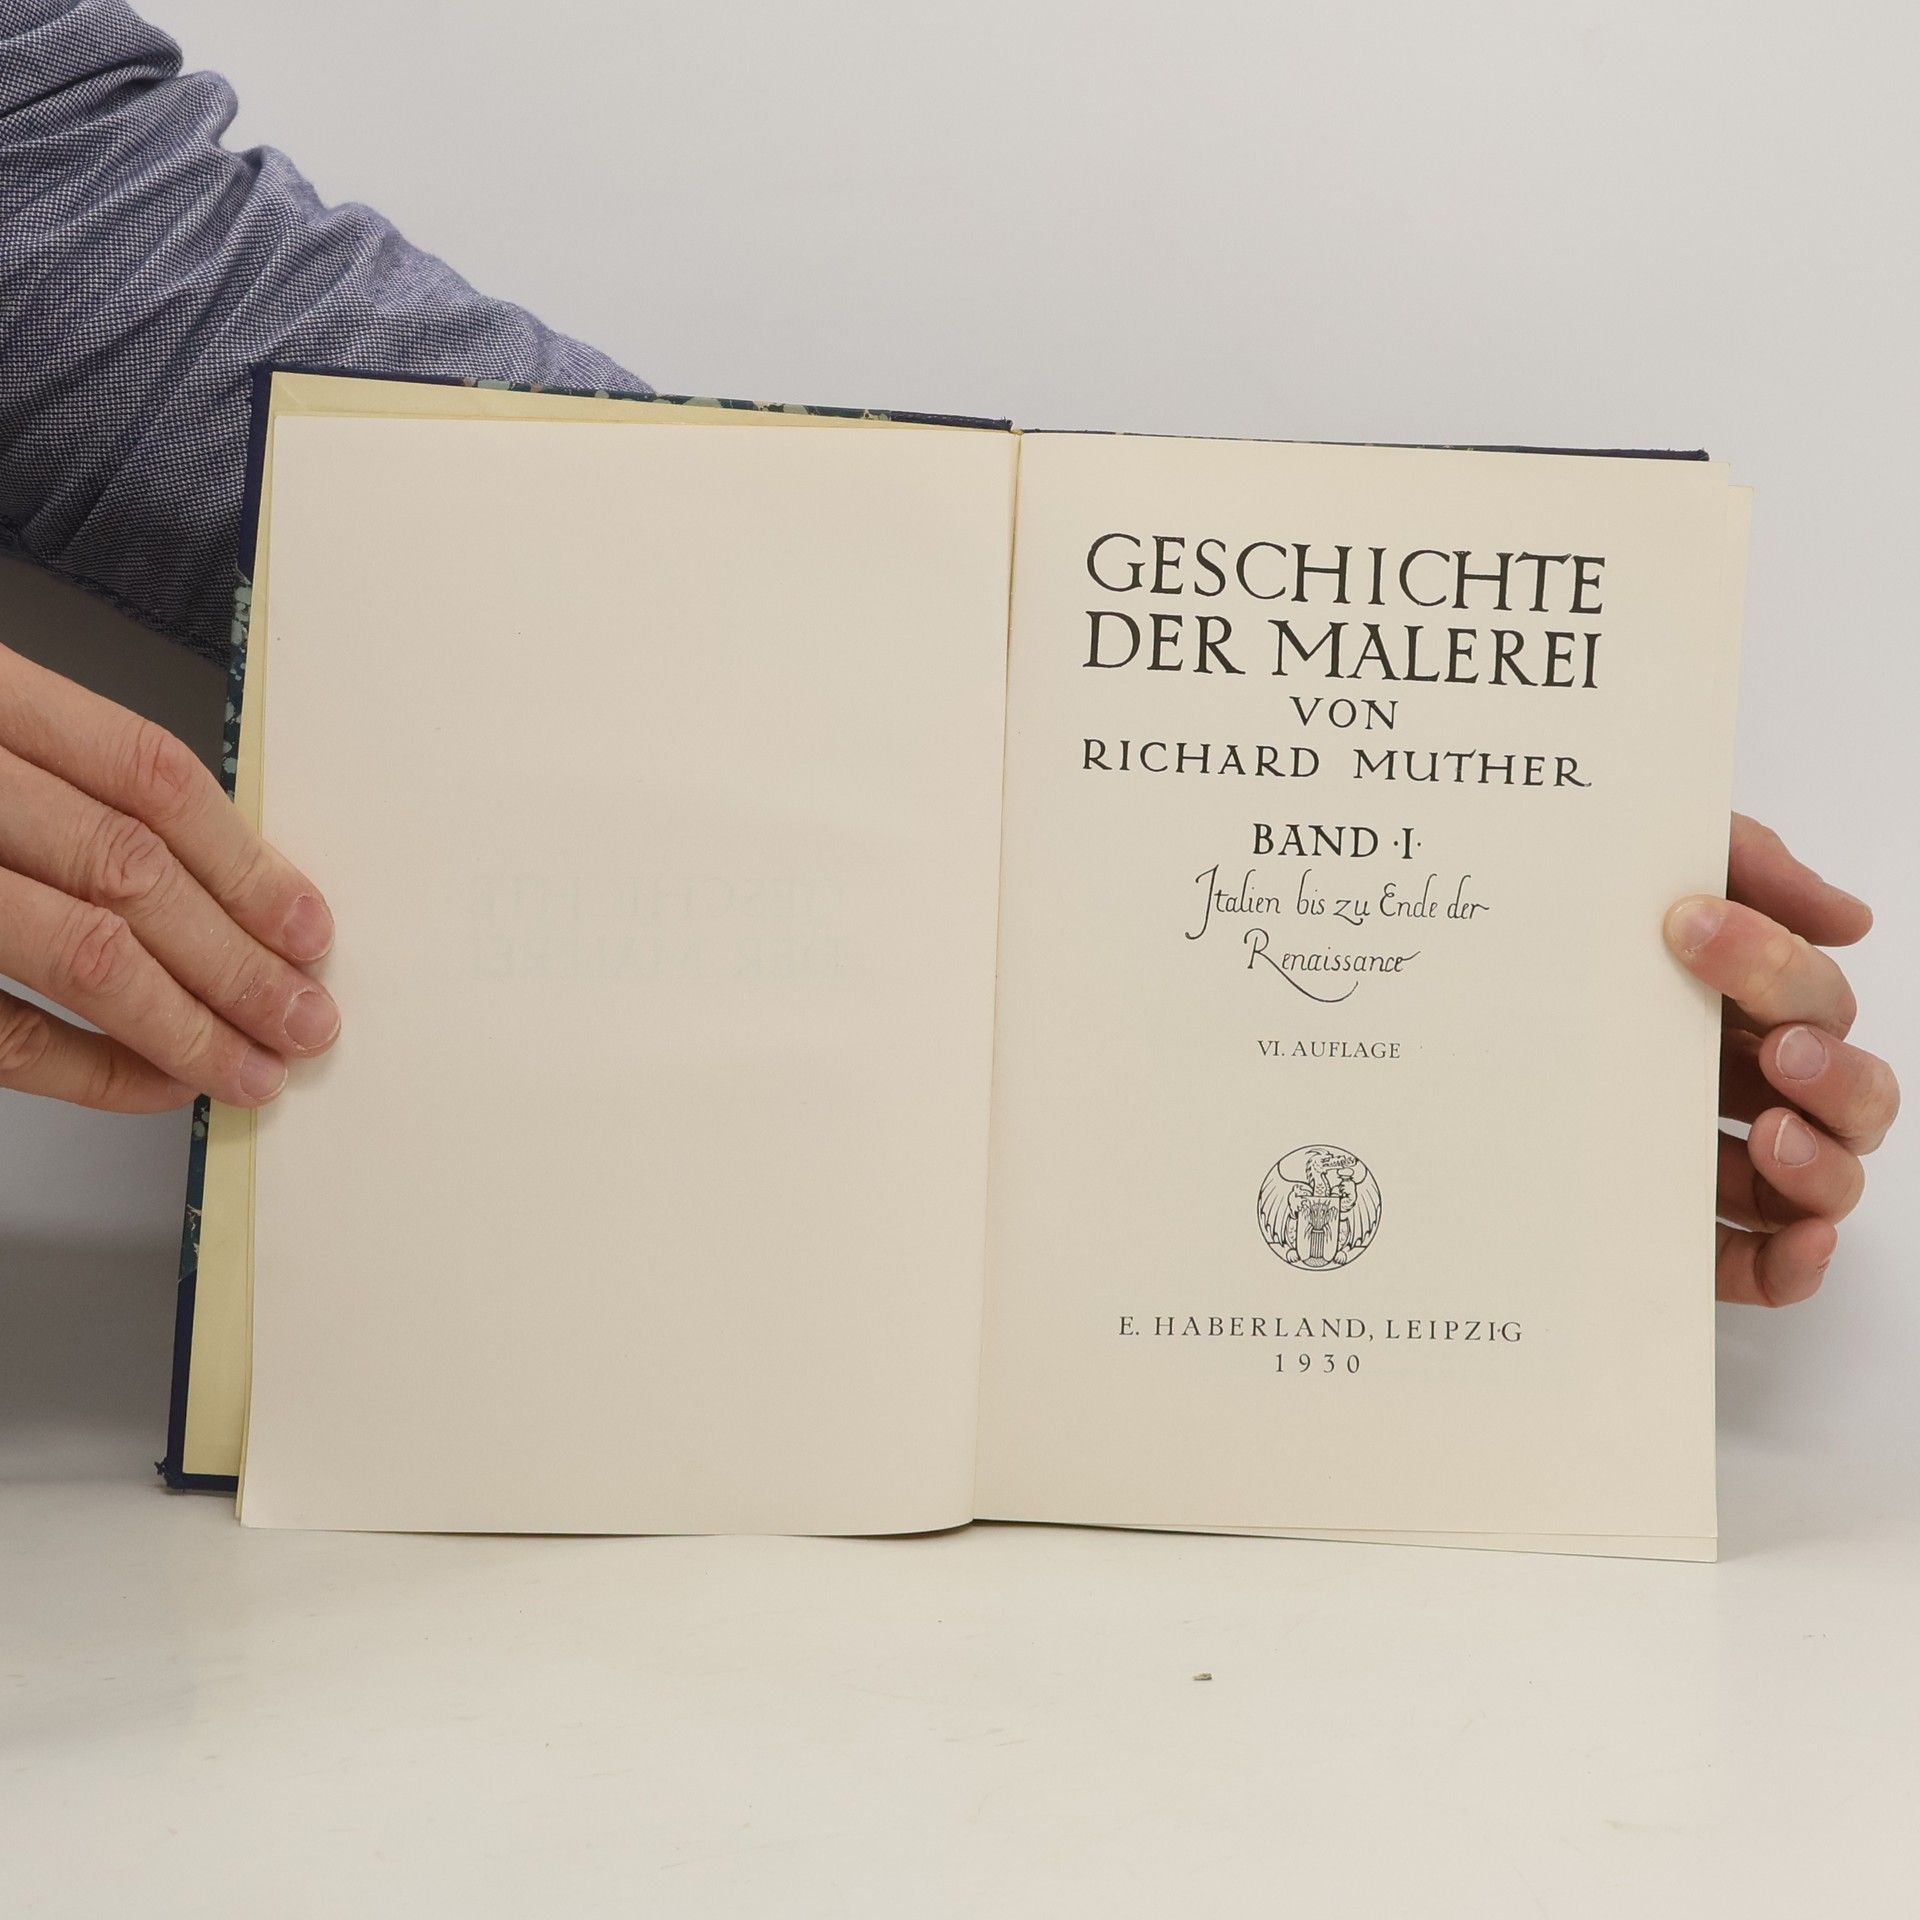 GESCHICHTE
DER MALEREI
VON
RICHARD MUTHER
BAND · I ·
Italien bis zu Ende der
Renaissance
VI. AUFLAGE
E. HABERLAND, LEIPZIG
1930